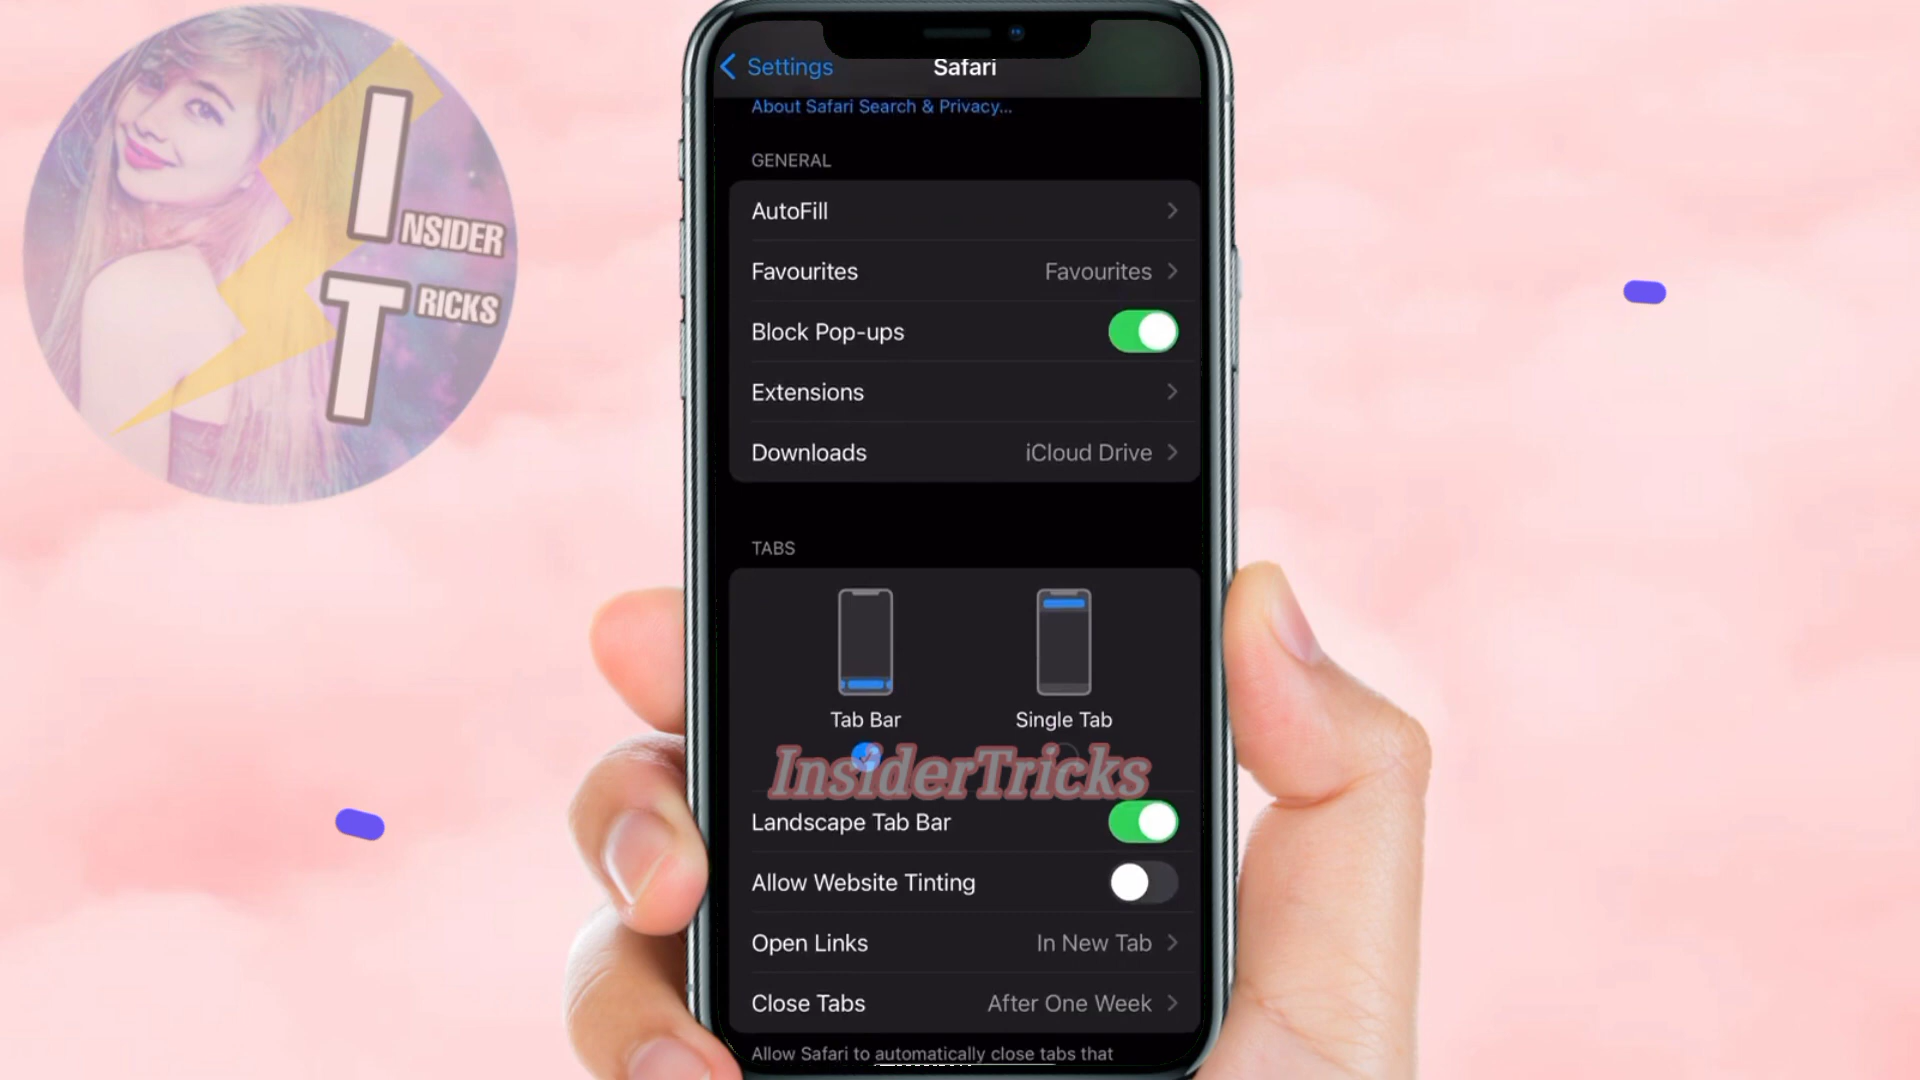 INSIDER
TRICKS
Settings
Safari
About Safari Search & Privacy...
GENERAL
AutoFill
Favourites Favourites
Block Pop-ups
Extensions
Downloads iCloud Drive
TABS
Tab Bar Single Tab
InsiderTricks
Landscape Tab Bar
Allow Website Tinting
Open Links In New Tab
Close Tabs After One Week
Allow Safari to automatically close tabs that